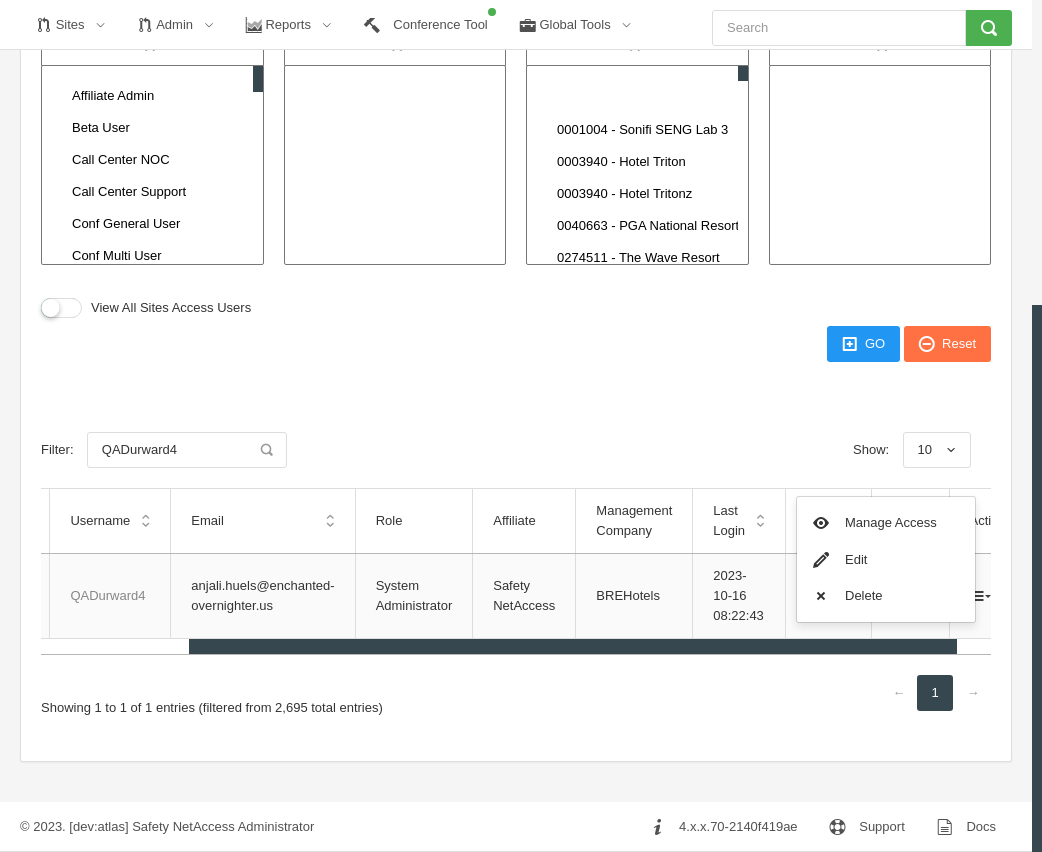 Sites Admin Reports Conference Tool Global Tools Search
Affiliate Admin
Beta User
Call Center NOC
Call Center Support
Conf General User
Conf Multi User
0001004 - Sonifi SENG Lab 3
0003940 - Hotel Triton
0003940 - Hotel Tritonz
0040663 - PGA National Resort
0274511 - The Wave Resort
View All Sites Access Users
GO Reset
Filter: QADurward4 Show: 10
Username Email Role Affiliate Management Company Last Login Acti
Manage Access
Edit
Delete
QADurward4 anjali.huels@enchanted-overnighter.us System Administrator Safety NetAccess BREHotels 2023-10-16 08:22:43
← 1 →
Showing 1 to 1 of 1 entries (filtered from 2,695 total entries)
© 2023. [dev:atlas] Safety NetAccess Administrator 4.x.x.70-2140f419ae Support Docs